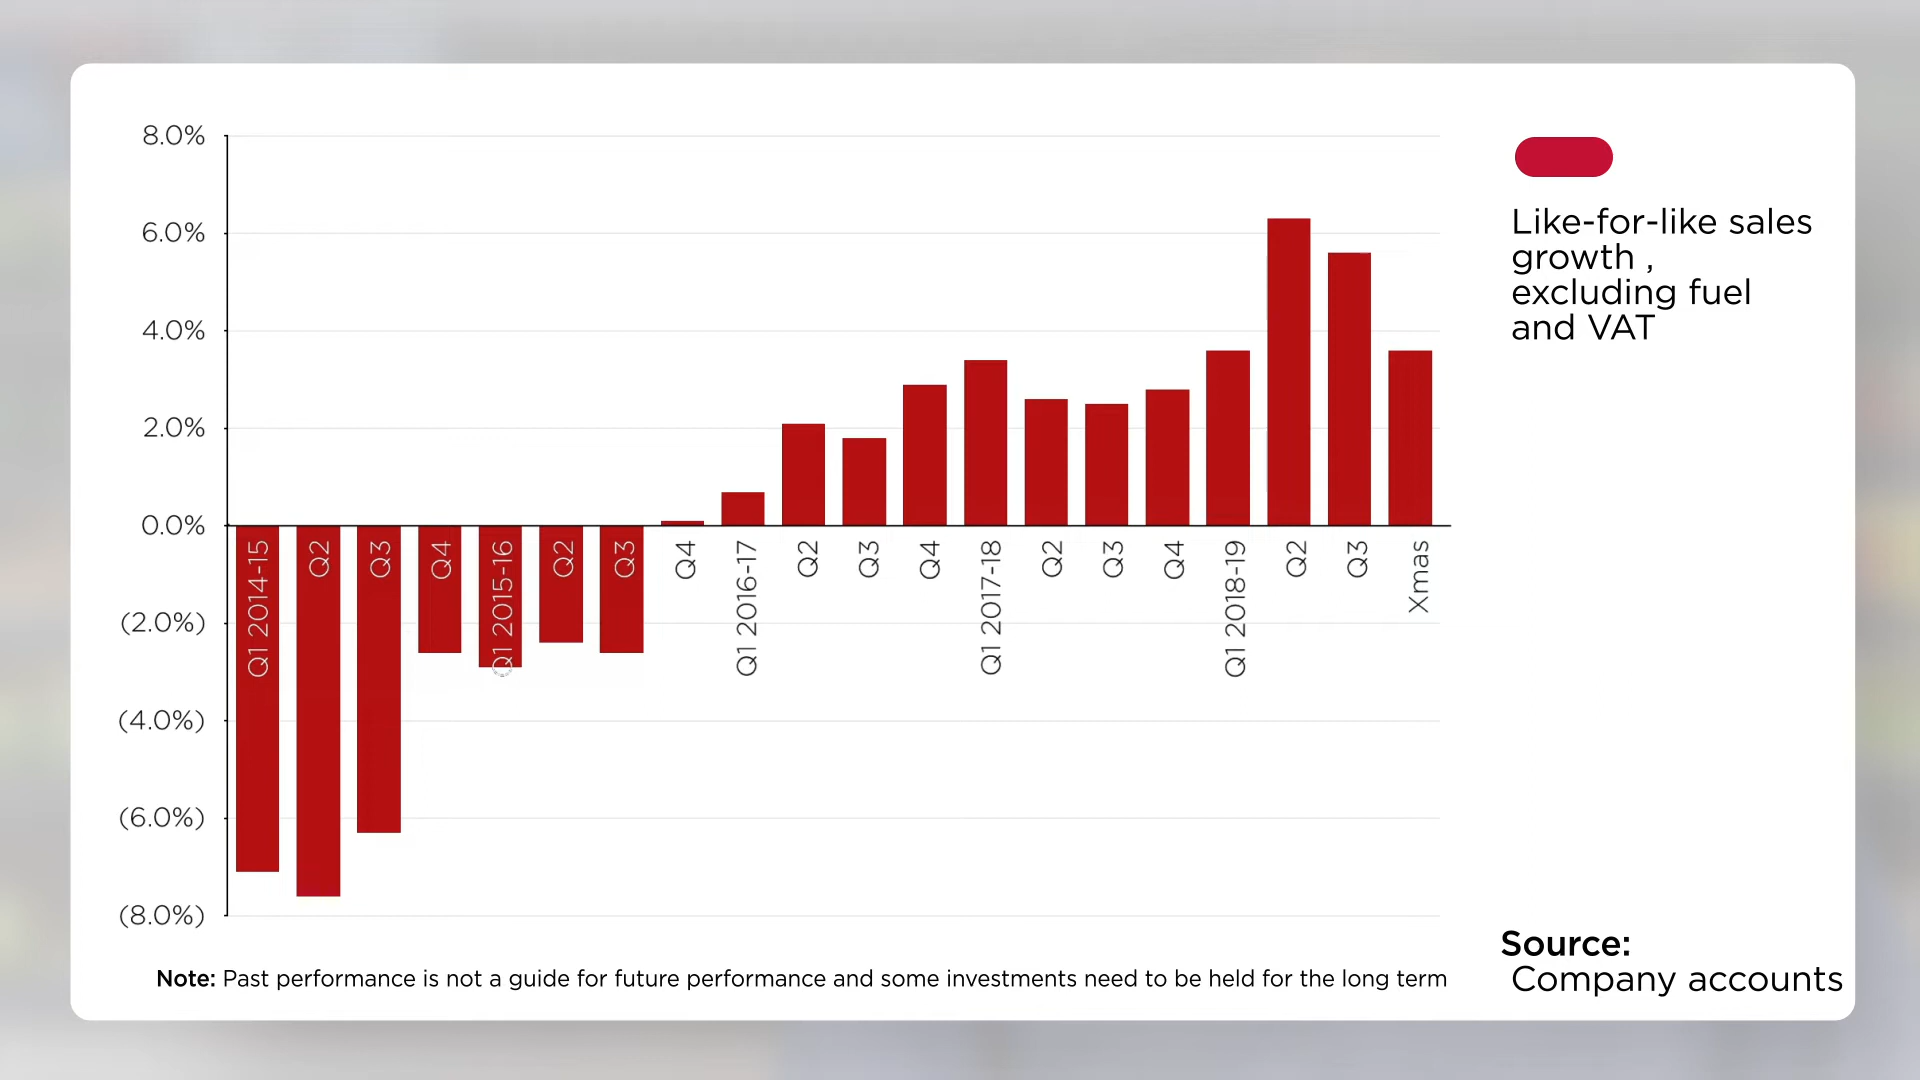 8.0%
6.0%
4.0%
2.0%
0.0%
(2.0%)
(4.0%)
(6.0%)
(8.0%)
Q1 2014-15
Q2
Q3
Q4
Q1 2015-16
Q2
Q3
Q4
Q1 2016-17
Q2
Q3
Q4
Q1 2017-18
Q2
Q3
Q4
Q1 2018-19
Q2
Q3
Xmas
Like-for-like sales
growth ,
excluding fuel
and VAT
Note: Past performance is not a guide for future performance and some investments need to be held for the long term
Source:
Company accounts